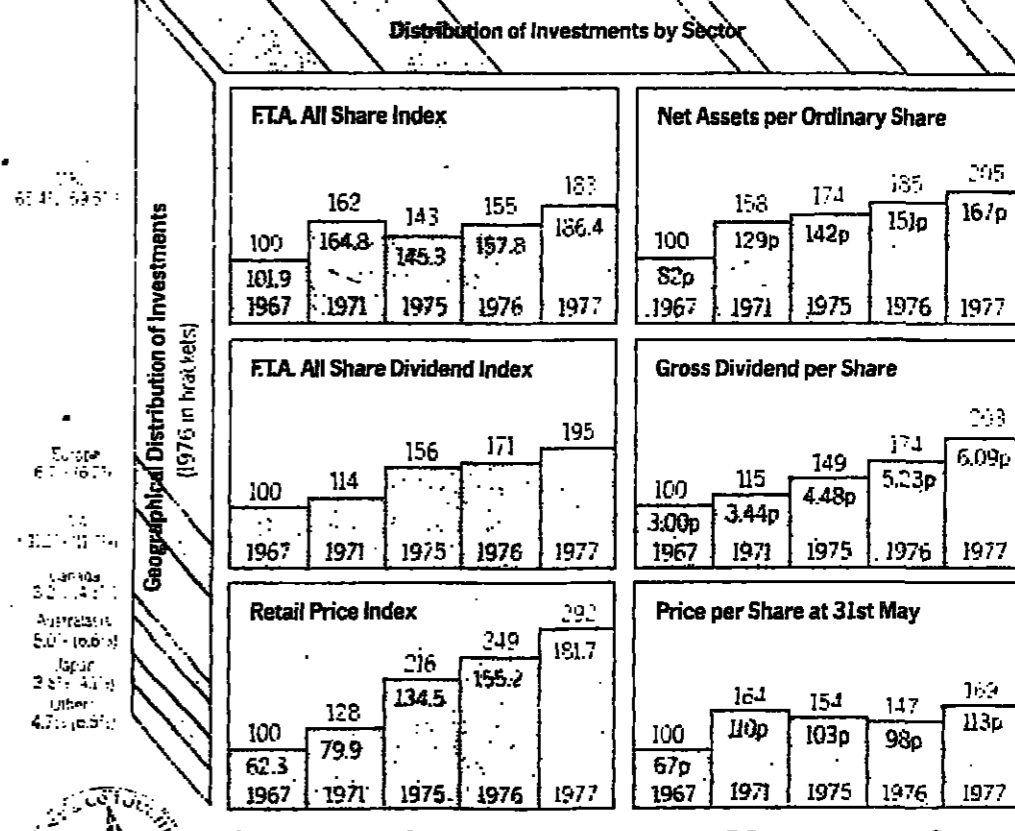 Distribution of Investments by Sector
Geographical Distribution of Investments
(1976 in brackets)
Europe
Canada
Australasia
Japan
Other
F.T.A. All Share Index
100 162 143 155 183
101.9 164.8 145.3 157.8 186.4
1967 1971 1975 1976 1977
Net Assets per Ordinary Share
100 158 174 185 205
82p 129p 142p 151p 167p
1967 1971 1975 1976 1977
F.T.A. All Share Dividend Index
100 114 156 171 195
1967 1971 1975 1976 1977
Gross Dividend per Share
100 115 149 174 203
3.00p 3.44p 4.48p 5.23p 6.09p
1967 1971 1975 1976 1977
Retail Price Index
100 128 216 249 292
62.3 79.9 134.5 155.2 181.7
1967 1971 1975 1976 1977
Price per Share at 31st May
100 164 154 147 169
67p 110p 103p 98p 113p
1967 1971 1975 1976 1977